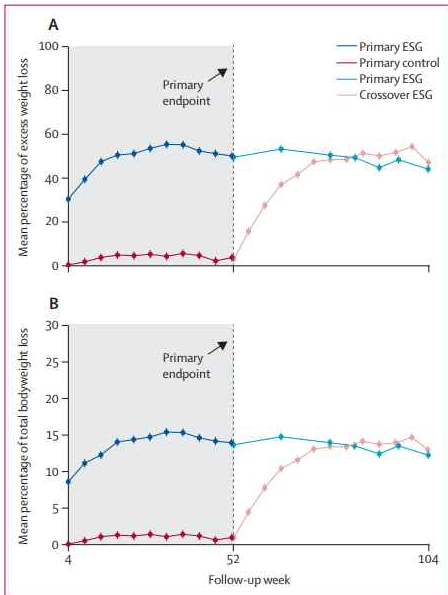 A
100
80
60
40
20
0
Mean percentage of excess weight loss
Primary
endpoint
Primary ESG
Primary control
Primary ESG
Crossover ESG
52
B
30
25
20
15
10
5
0
Mean percentage of total bodyweight loss
Primary
endpoint
4
52
104
Follow-up week